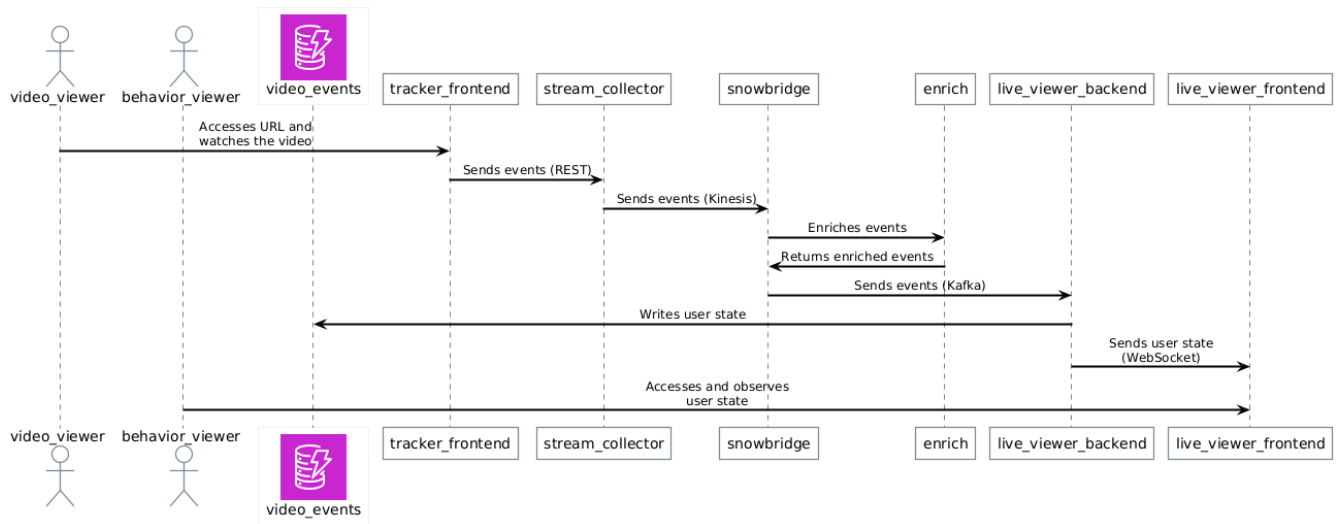 video_viewer
behavior_viewer
video_events
tracker_frontend
stream_collector
snowbridge
enrich
live_viewer_backend
live_viewer_frontend
Accesses URL and
watches the video
Sends events (REST)
Sends events (Kinesis)
Enriches events
Returns enriched events
Sends events (Kafka)
Writes user state
Sends user state
(WebSocket)
Accesses and observes
user state
video_viewer
behavior_viewer
video_events
tracker_frontend
stream_collector
snowbridge
enrich
live_viewer_backend
live_viewer_frontend